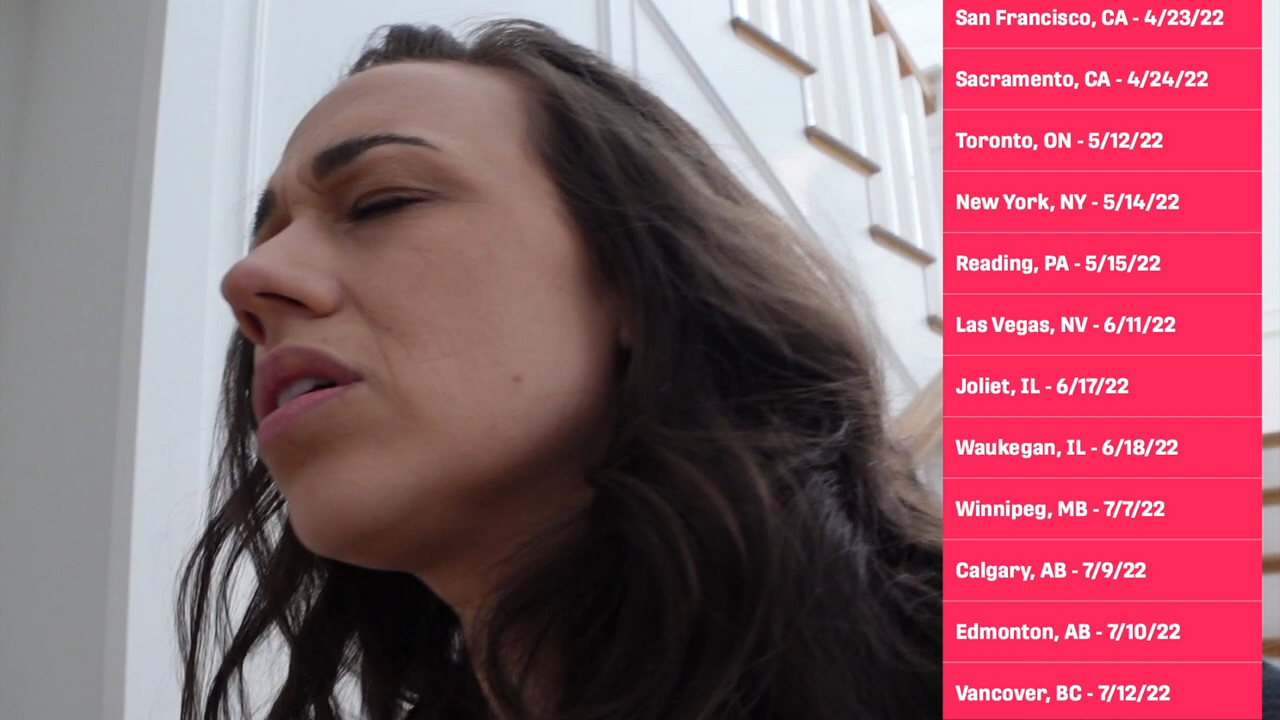 San Francisco, CA - 4/23/22
Sacramento, CA - 4/24/22
Toronto, ON - 5/12/22
New York, NY - 5/14/22
Reading, PA - 5/15/22
Las Vegas, NV - 6/11/22
Joliet, IL - 6/17/22
Waukegan, IL - 6/18/22
Winnipeg, MB - 7/7/22
Calgary, AB - 7/9/22
Edmonton, AB - 7/10/22
Vancover, BC - 7/12/22